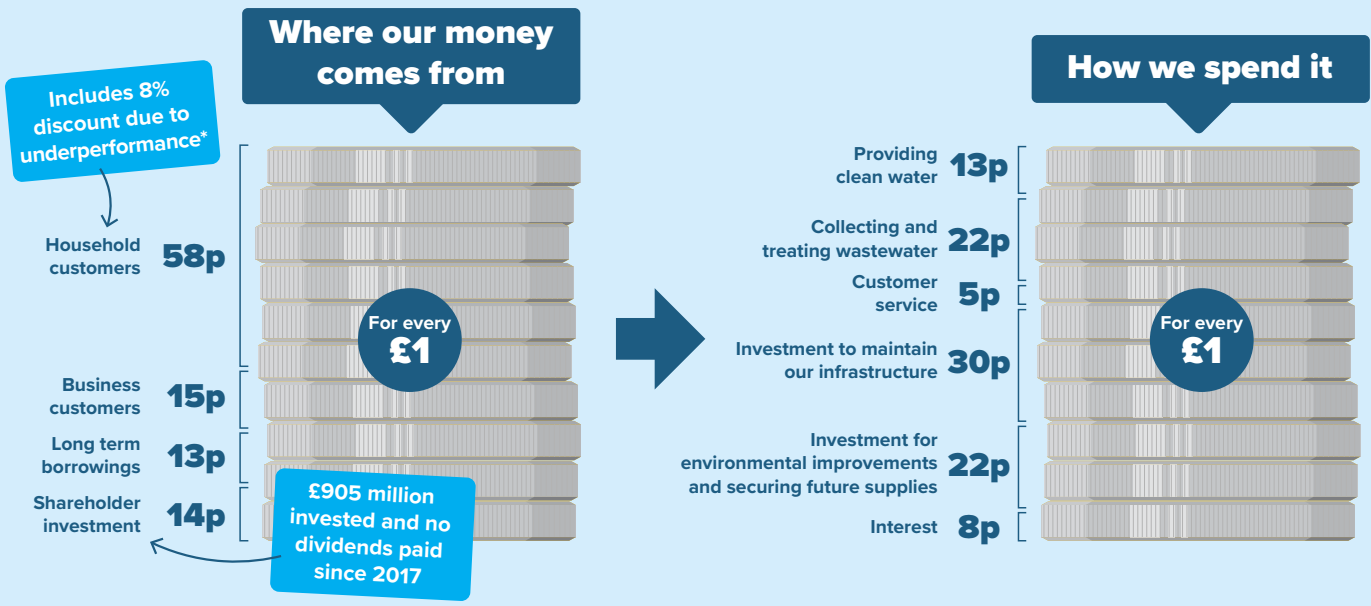 Where our money
comes from
Includes 8%
discount due to
underperformance*
Household
customers
58p
Business
customers
15p
Long term
borrowings
13p
Shareholder
investment
14p
For every
£1
£905 million
invested and no
dividends paid
since 2017
How we spend it
Providing
clean water
13p
Collecting and
treating wastewater
22p
Customer
service
5p
Investment to maintain
our infrastructure
30p
Investment for
environmental improvements
and securing future supplies
22p
Interest
8p
For every
£1